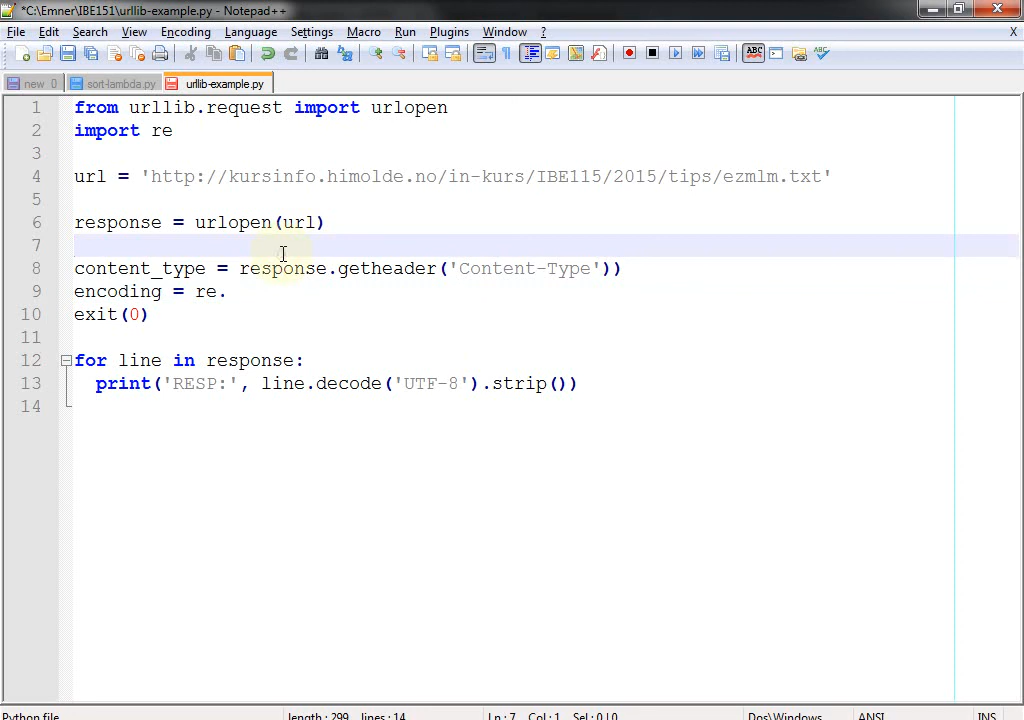 *C:\Emner\IBE151\urllib-example.py - Notepad++
File Edit Search View Encoding Language Settings Macro Run Plugins Window ? X
new 0 sort-lambda.py urllib-example.py
1 from urllib.request import urlopen
2 import re
3
4 url = 'http://kursinfo.himolde.no/in-kurs/IBE115/2015/tips/ezmlm.txt'
5
6 response = urlopen(url)
7
8 content_type = response.getheader('Content-Type'))
9 encoding = re.
10 exit(0)
11
12 for line in response:
13 print('RESP:', line.decode('UTF-8').strip())
14
Python file length : 299 lines : 14 Ln : 7 Col : 1 Sel : 0 | 0 Dos\Windows ANSI INS